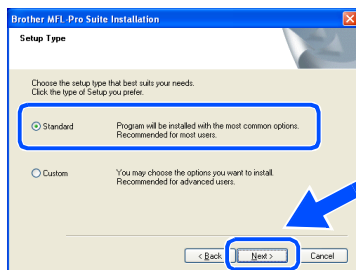 Brother MFL-Pro Suite Installation
Setup Type
Choose the setup type that best suits your needs.
Click the type of Setup you prefer.
Standard
Program will be installed with the most common options.
Recommended for most users.
Custom
You may choose the options you want to install.
Recommended for advanced users.
< Back
Next >
Cancel